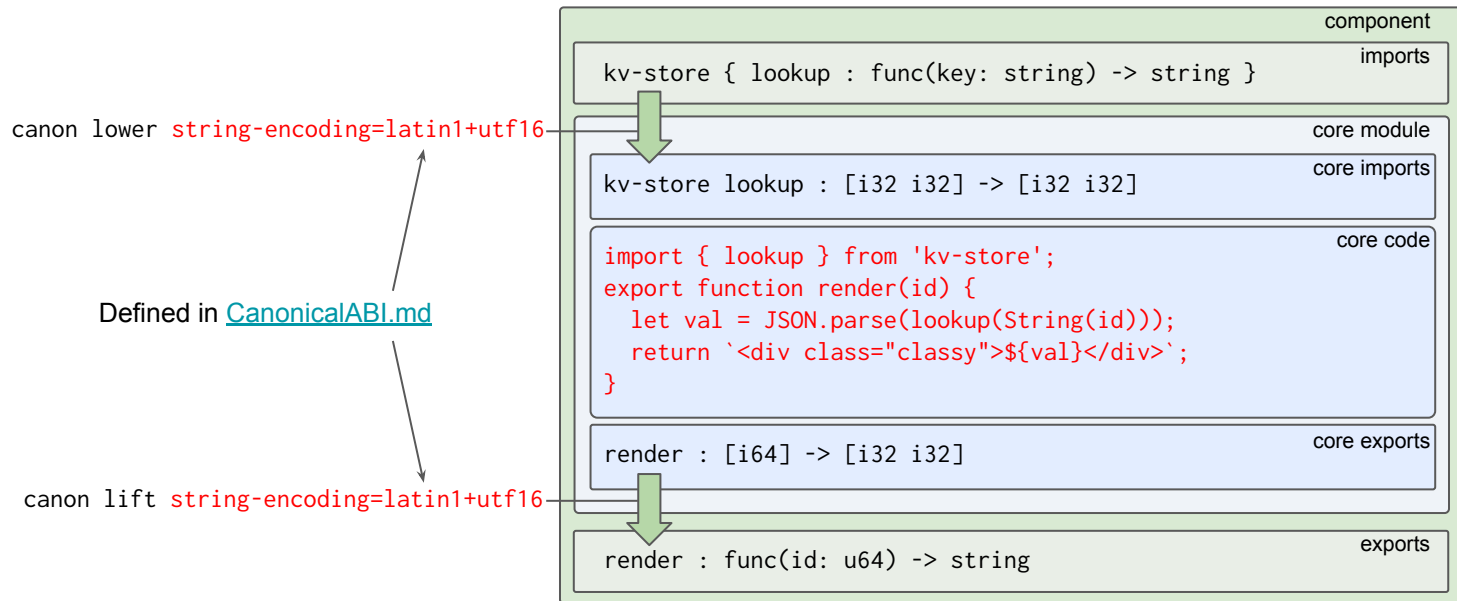 component
imports
kv-store { lookup : func(key: string) -> string }
canon lower string-encoding=latin1+utf16
core module
core imports
kv-store lookup : [i32 i32] -> [i32 i32]
core code
import { lookup } from 'kv-store';
export function render(id) {
  let val = JSON.parse(lookup(String(id)));
  return `<div class="classy">${val}</div>`;
}
Defined in CanonicalABI.md
core exports
render : [i64] -> [i32 i32]
canon lift string-encoding=latin1+utf16
exports
render : func(id: u64) -> string